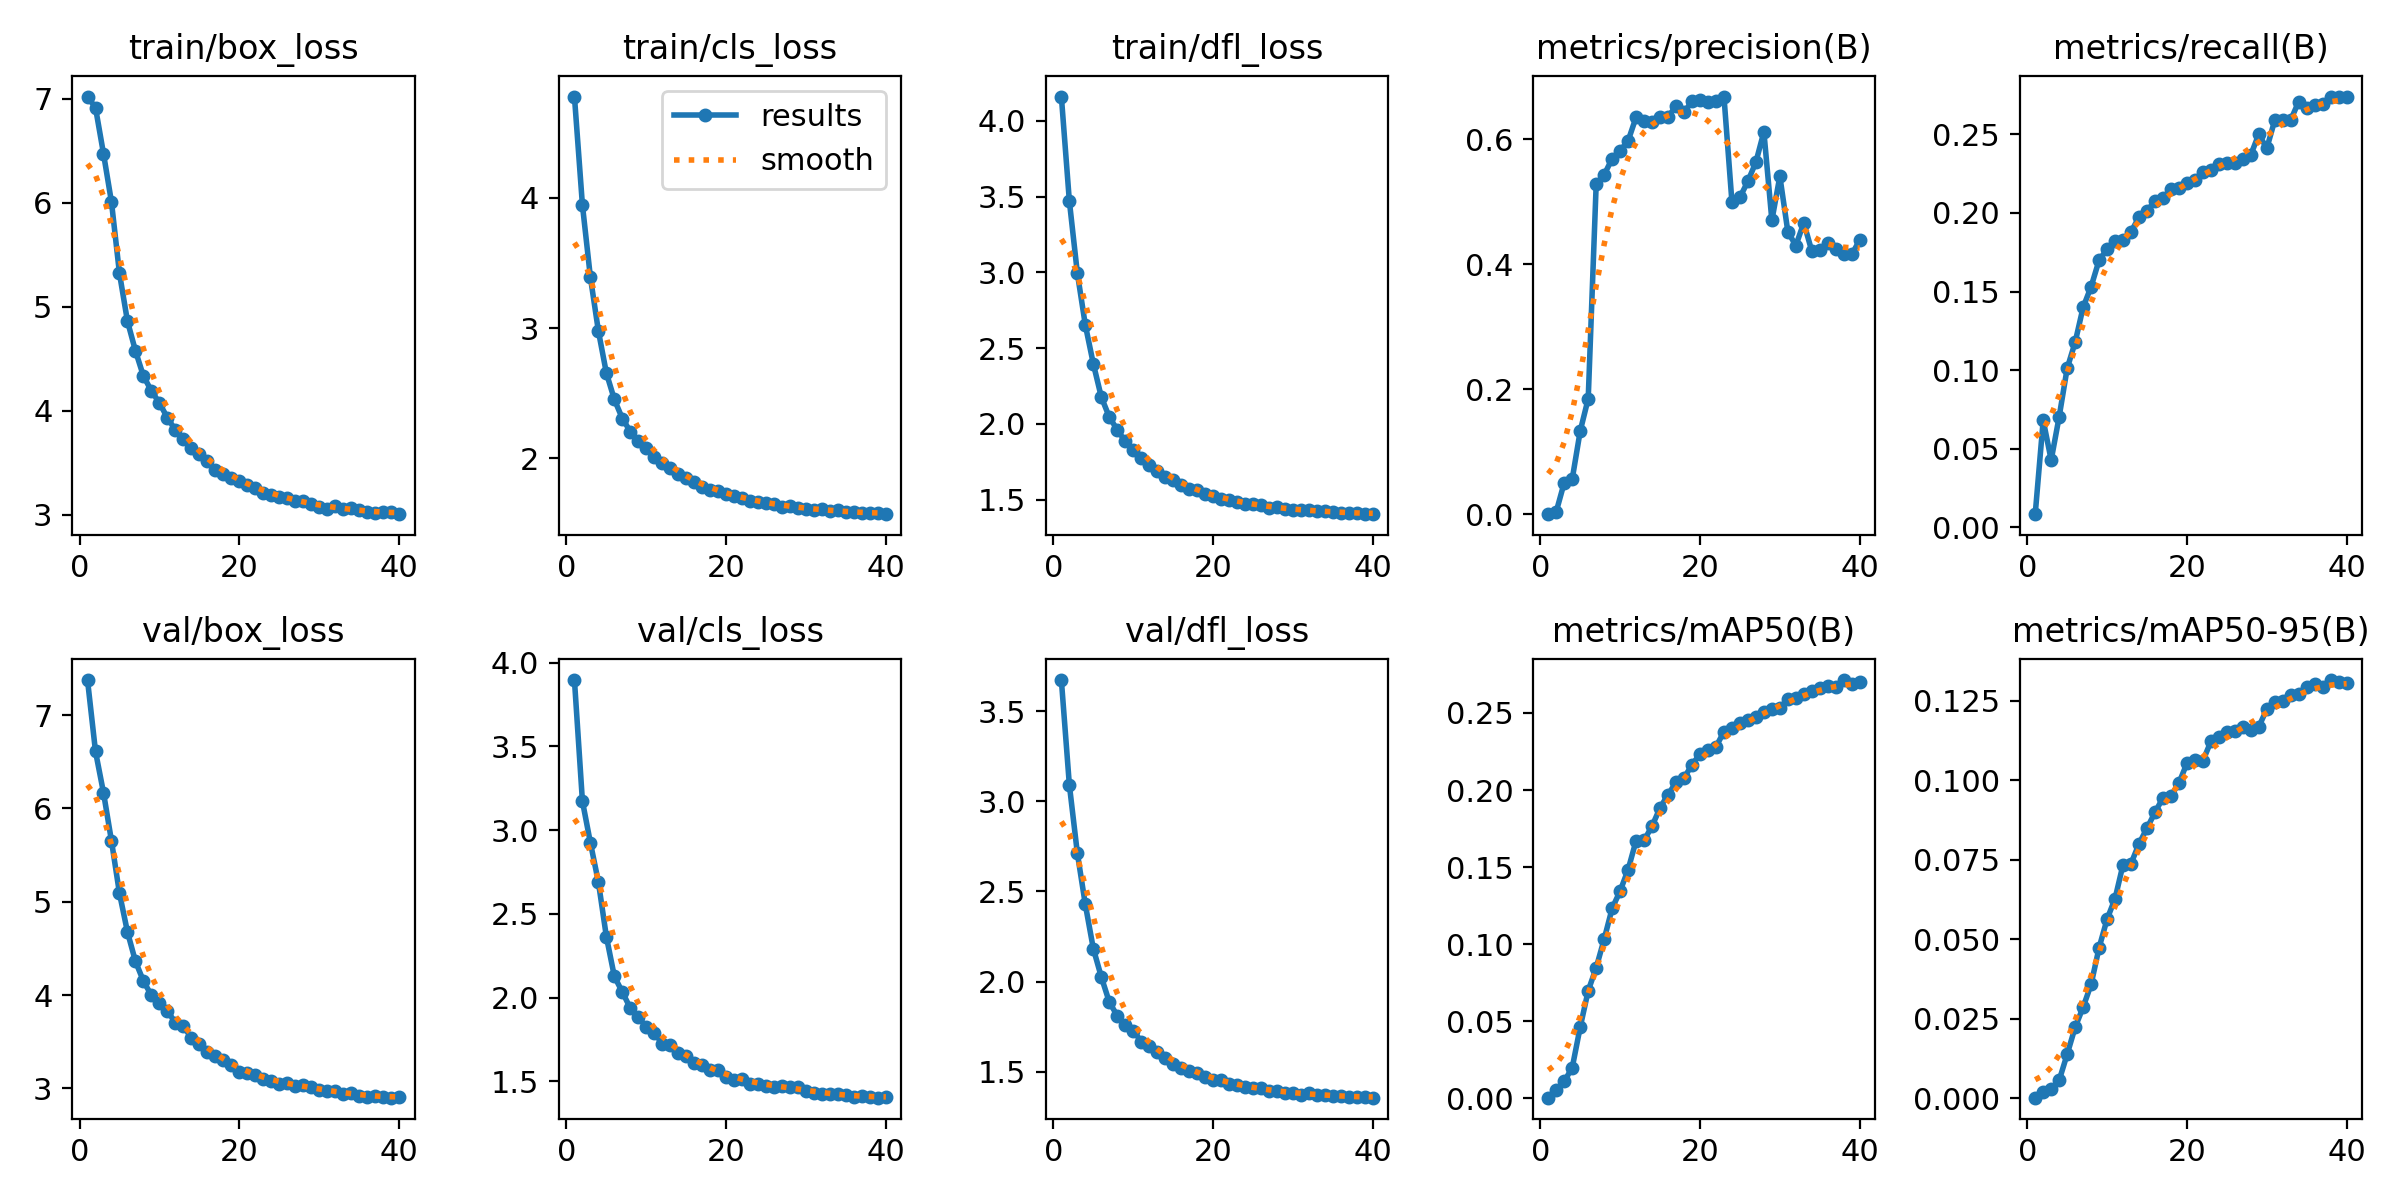 train/box_loss
7
6
5
4
3
0 20 40
train/cls_loss
results
smooth
4
3
2
0 20 40
train/dfl_loss
4.0
3.5
3.0
2.5
2.0
1.5
0 20 40
metrics/precision(B)
0.6
0.4
0.2
0.0
0 20 40
metrics/recall(B)
0.25
0.20
0.15
0.10
0.05
0.00
0 20 40
val/box_loss
7
6
5
4
3
0 20 40
val/cls_loss
4.0
3.5
3.0
2.5
2.0
1.5
0 20 40
val/dfl_loss
3.5
3.0
2.5
2.0
1.5
0 20 40
metrics/mAP50(B)
0.25
0.20
0.15
0.10
0.05
0.00
0 20 40
metrics/mAP50-95(B)
0.125
0.100
0.075
0.050
0.025
0.000
0 20 40